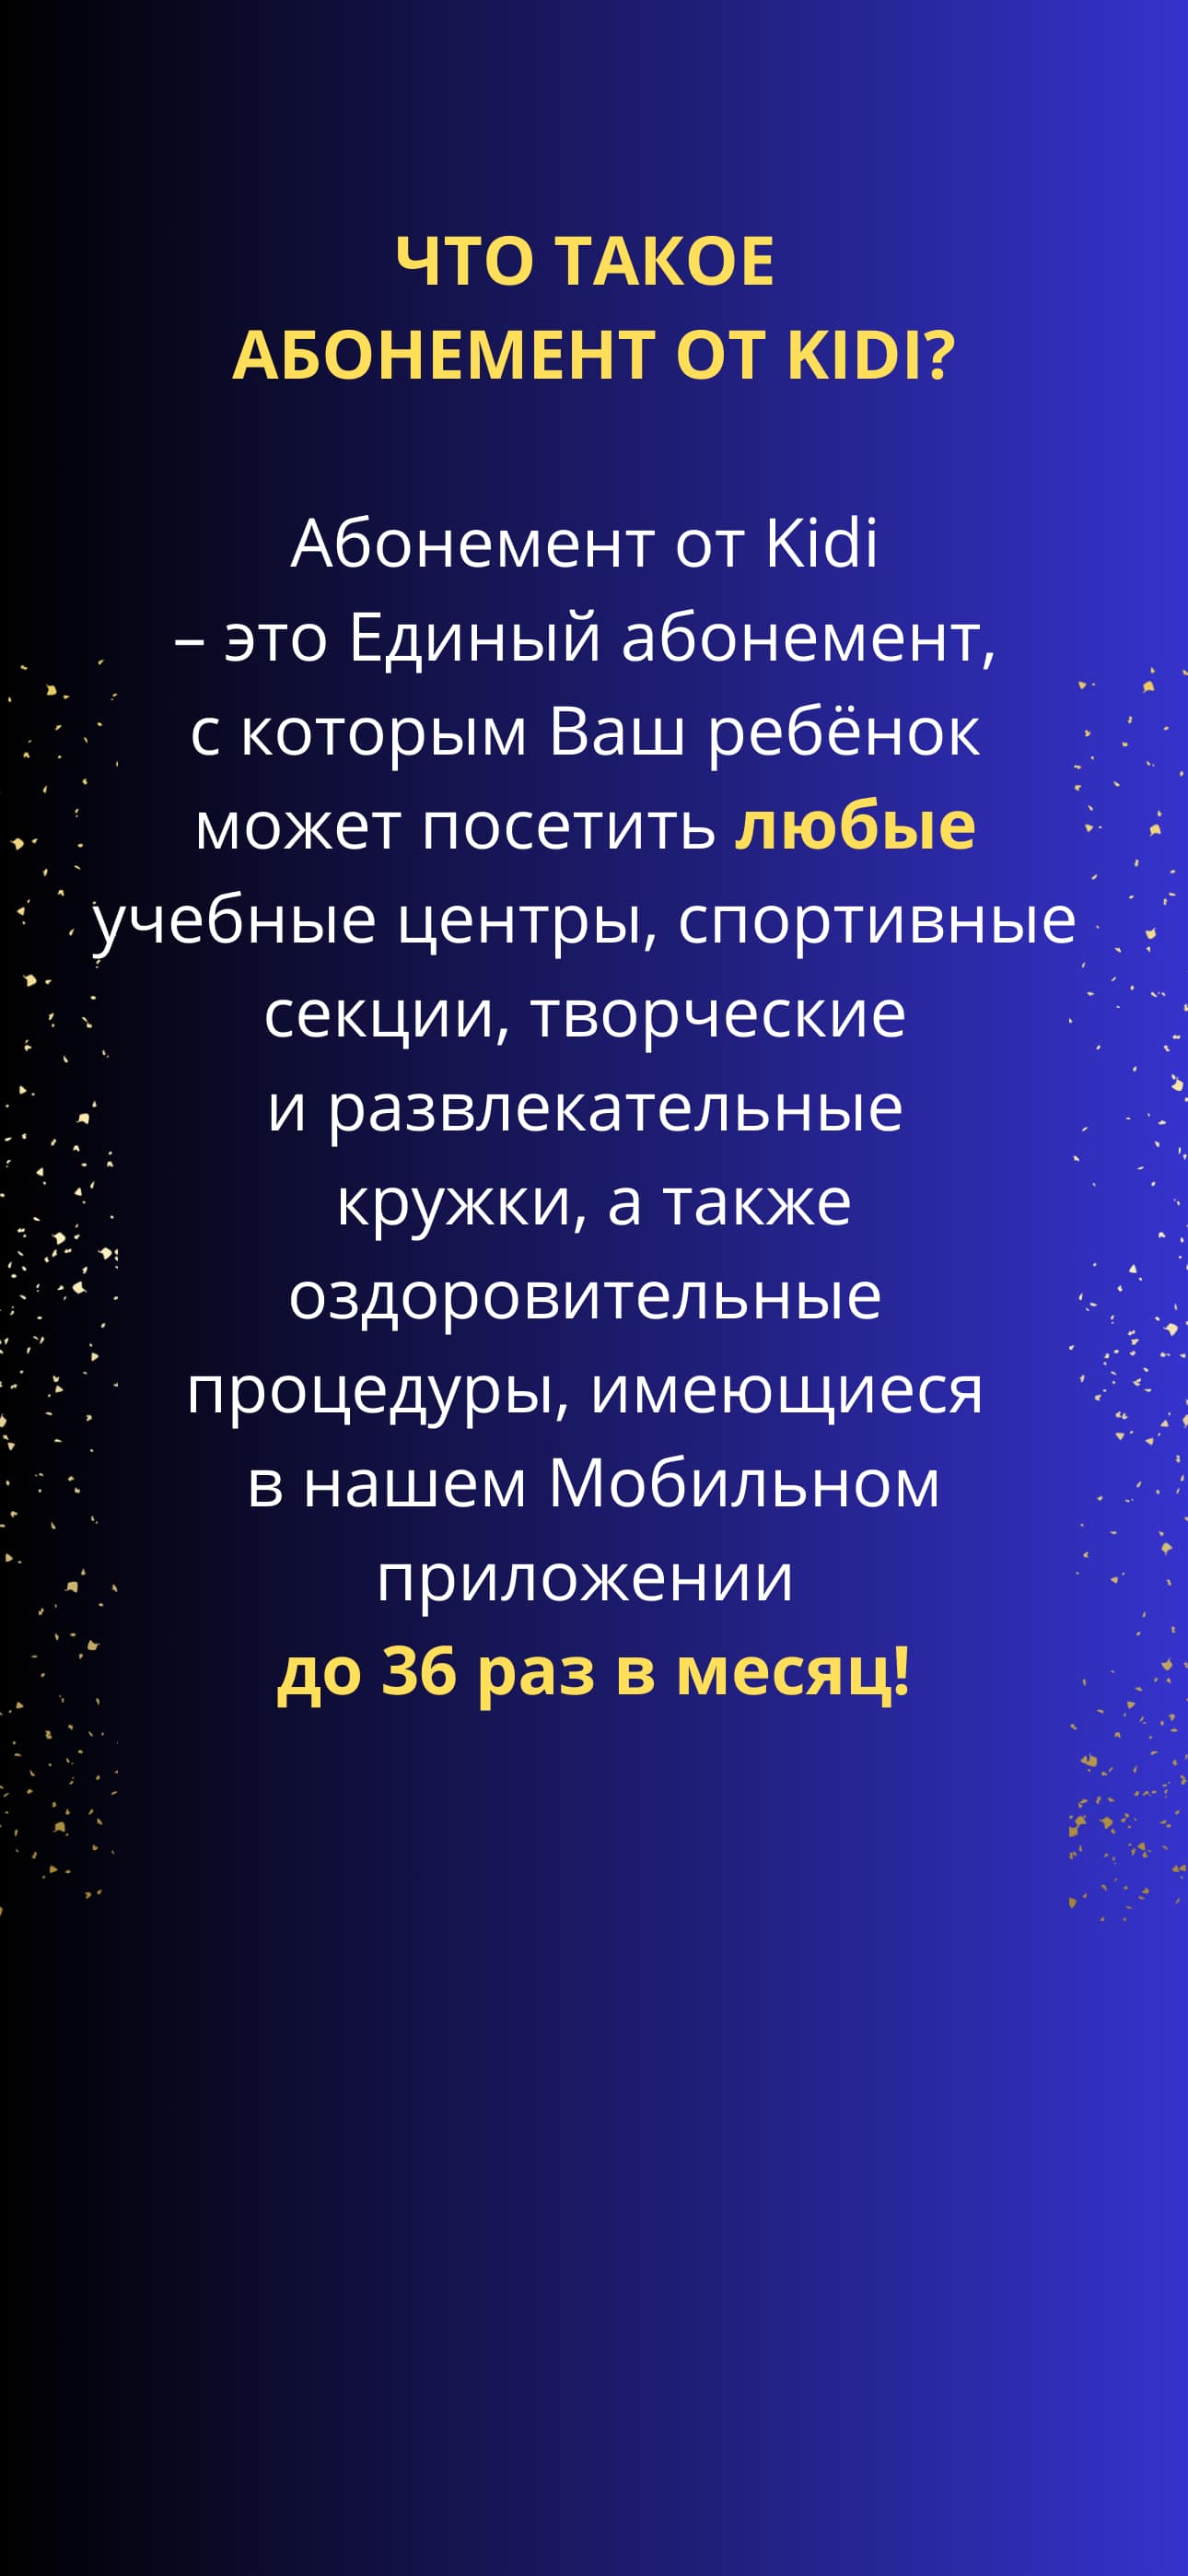 ЧТО ТАКОЕ
АБОНЕМЕНТ ОТ KIDI?
Абонемент от Kidi
– это Единый абонемент,
с которым Ваш ребёнок
может посетить любые
учебные центры, спортивные
секции, творческие
и развлекательные
кружки, а также
оздоровительные
процедуры, имеющиеся
в нашем Мобильном
приложении
до 36 раз в месяц!